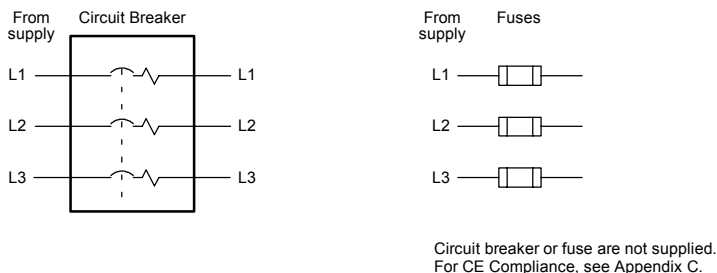 From supply
Circuit Breaker
L1 L1
L2 L2
L3 L3
From supply
Fuses
L1
L2
L3
Circuit breaker or fuse are not supplied.
For CE Compliance, see Appendix C.